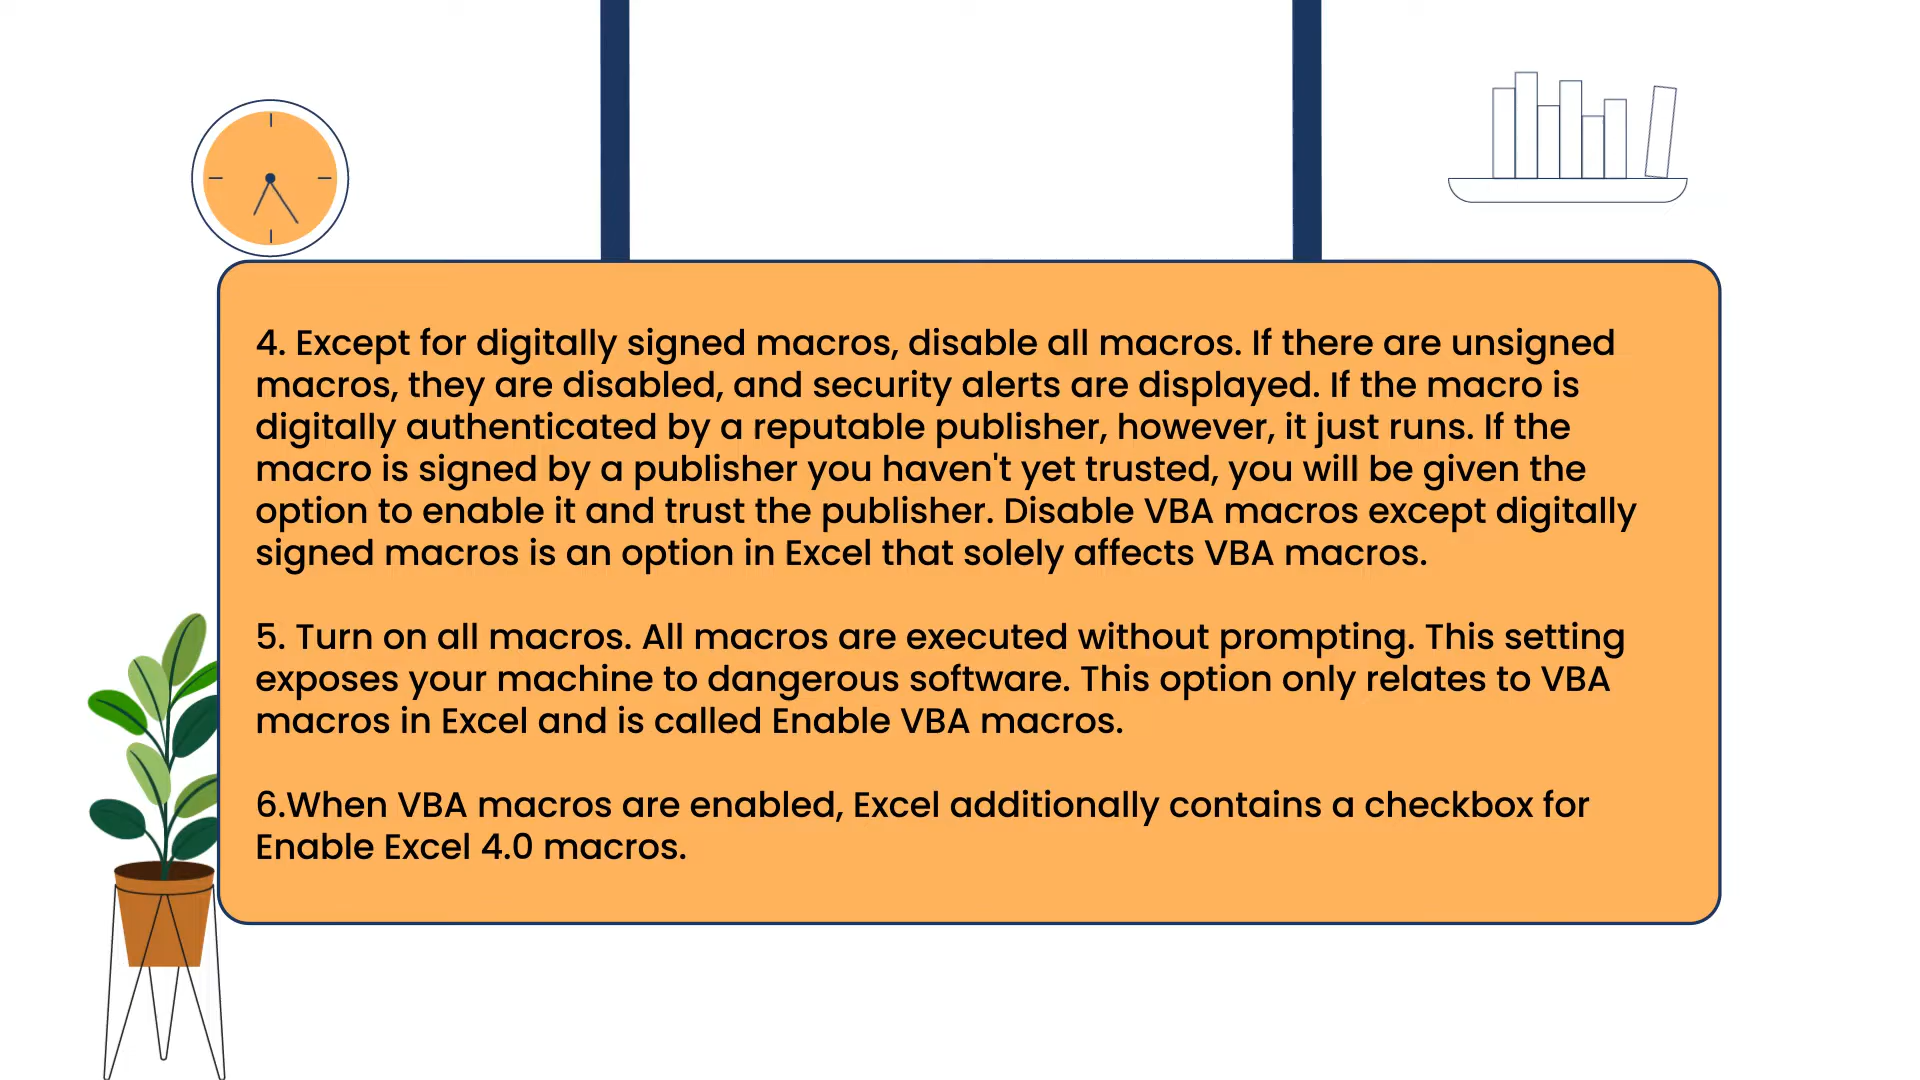 4. Except for digitally signed macros, disable all macros. If there are unsigned
macros, they are disabled, and security alerts are displayed. If the macro is
digitally authenticated by a reputable publisher, however, it just runs. If the
macro is signed by a publisher you haven't yet trusted, you will be given the
option to enable it and trust the publisher. Disable VBA macros except digitally
signed macros is an option in Excel that solely affects VBA macros.
5. Turn on all macros. All macros are executed without prompting. This setting
exposes your machine to dangerous software. This option only relates to VBA
macros in Excel and is called Enable VBA macros.
6.When VBA macros are enabled, Excel additionally contains a checkbox for
Enable Excel 4.0 macros.